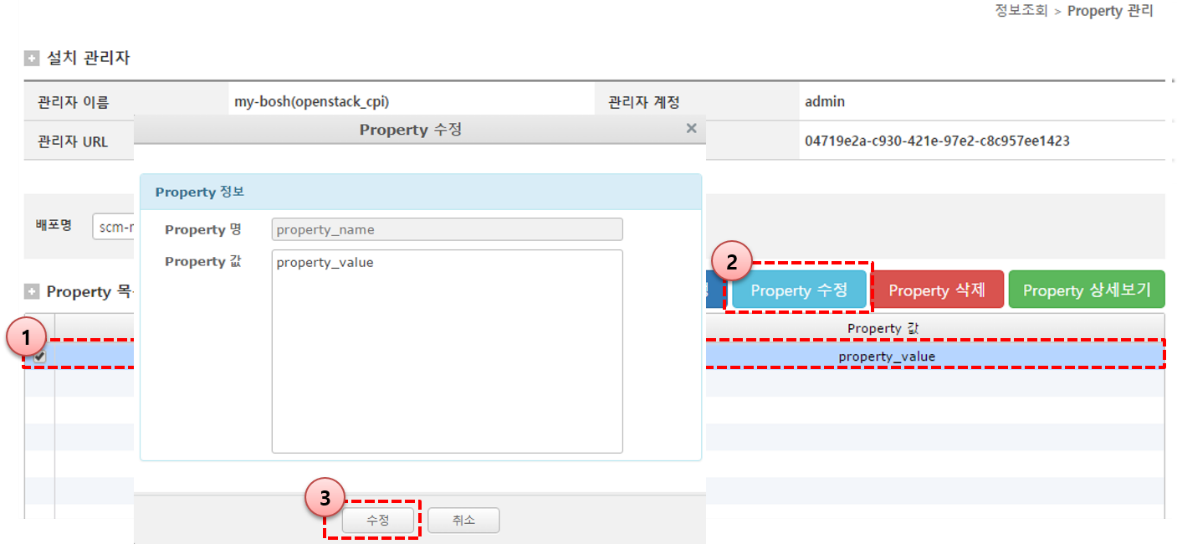 정보조회 > Property 관리
설치 관리자
관리자 이름 my-bosh(openstack_cpi) 관리자 계정 admin
Property 수정 ×
관리자 URL 04719e2a-c930-421e-97e2-c8c957ee1423
Property 정보
배포명 scm-r
Property 명 property_name
Property 값 property_value
2
Property 목 Property 수정 Property 삭제 Property 상세보기
1
Property 값
property_value
3
수정 취소